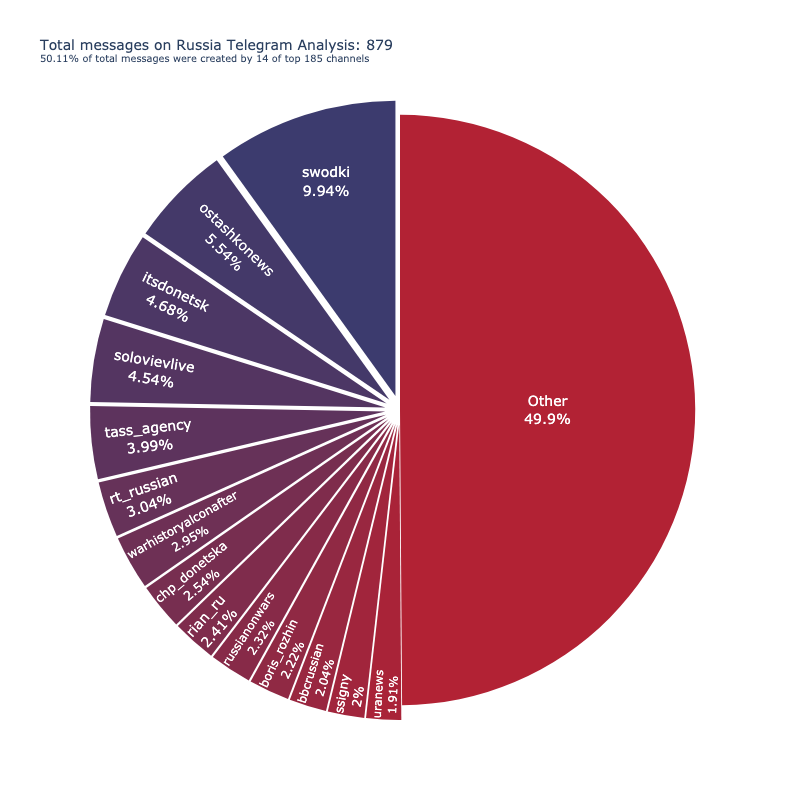 Total messages on Russia Telegram Analysis: 879
50.11% of total messages were created by 14 of top 185 channels
swodki
9.94%
ostashkonews
5.54%
itsdonetsk
4.68%
solovievlive
4.54%
tass_agency
3.99%
rt_russian
3.04%
warhistoryalconafter
2.95%
chp_donetska
2.54%
rian_ru
2.41%
russianonwars
2.32%
boris_rozhin
2.22%
bbcrussian
2.04%
ssigny
2%
uranews
1.91%
Other
49.9%